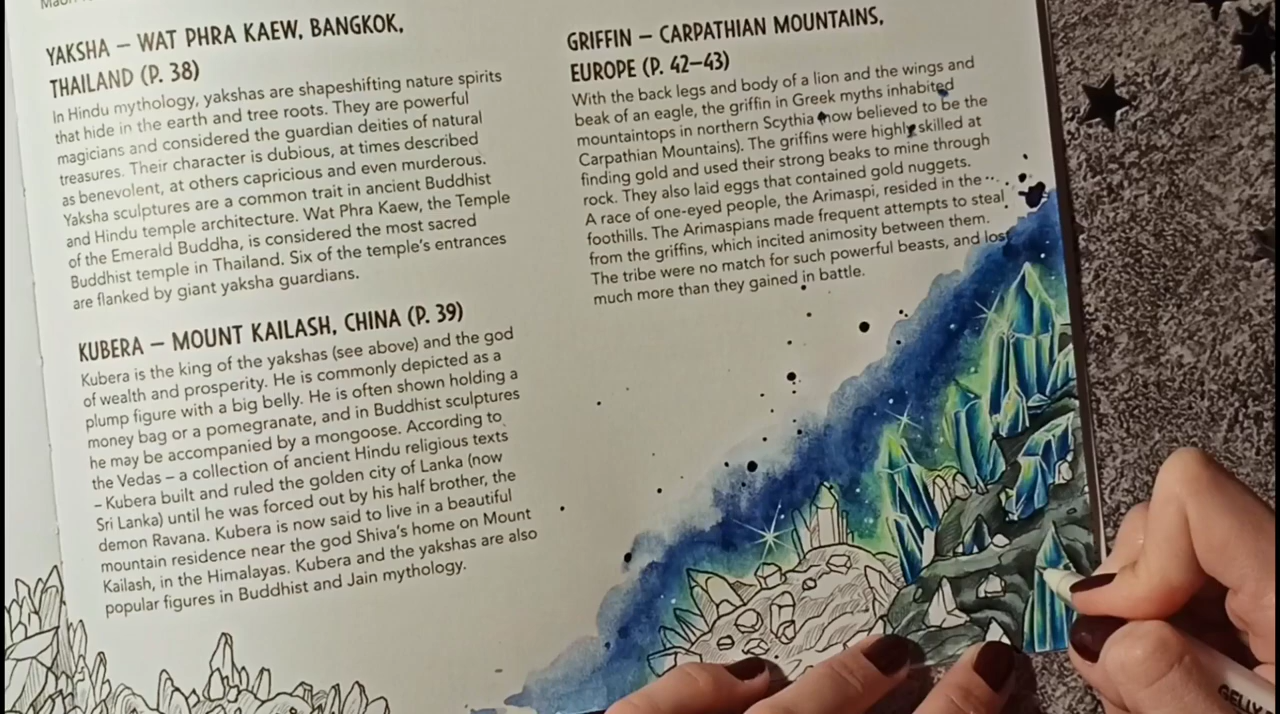 YAKSHA – WAT PHRA KAEW, BANGKOK,
THAILAND (P. 38)
In Hindu mythology, yakshas are shapeshifting nature spirits
that hide in the earth and tree roots. They are powerful
magicians and considered the guardian deities of natural
treasures. Their character is dubious, at times described
as benevolent, at others capricious and even murderous.
Yaksha sculptures are a common trait in ancient Buddhist
and Hindu temple architecture. Wat Phra Kaew, the Temple
of the Emerald Buddha, is considered the most sacred
Buddhist temple in Thailand. Six of the temple's entrances
are flanked by giant yaksha guardians.
KUBERA – MOUNT KAILASH, CHINA (P. 39)
Kubera is the king of the yakshas (see above) and the god
of wealth and prosperity. He is commonly depicted as a
plump figure with a big belly. He is often shown holding a
money bag or a pomegranate, and in Buddhist sculptures
he may be accompanied by a mongoose. According to
the Vedas – a collection of ancient Hindu religious texts
– Kubera built and ruled the golden city of Lanka (now
Sri Lanka) until he was forced out by his half brother, the
demon Ravana. Kubera is now said to live in a beautiful
mountain residence near the god Shiva's home on Mount
Kailash, in the Himalayas. Kubera and the yakshas are also
popular figures in Buddhist and Jain mythology.
GRIFFIN – CARPATHIAN MOUNTAINS,
EUROPE (P. 42–43)
With the back legs and body of a lion and the wings and
beak of an eagle, the griffin in Greek myths inhabited
mountaintops in northern Scythia (now believed to be the
Carpathian Mountains). The griffins were highly skilled at
finding gold and used their strong beaks to mine through
rock. They also laid eggs that contained gold nuggets.
A race of one-eyed people, the Arimaspi, resided in the
foothills. The Arimaspians made frequent attempts to steal
from the griffins, which incited animosity between them.
The tribe were no match for such powerful beasts, and lost
much more than they gained in battle.
GELLY